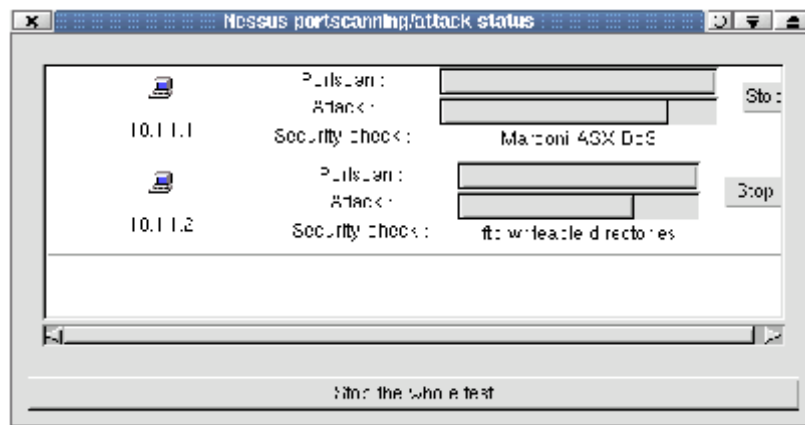 Nessus portscanning/attack status
Portscan :
Attack :
Stop
10.1.1.1
Security check :
Marconi ASX DoS
Portscan :
Attack :
Stop
10.1.1.2
Security check :
ftp writeable directories
Stop the whole test